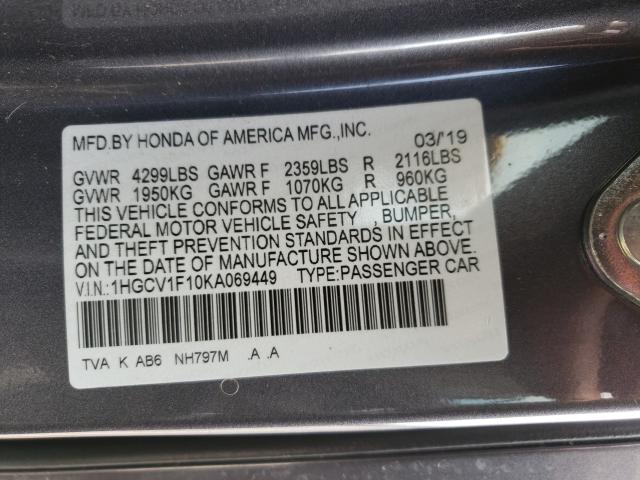 MFD.BY HONDA OF AMERICA MFG.,INC. 03/'19
GVWR 4299LBS GAWR F 2359LBS R 2116LBS
GVWR 1950KG GAWR F 1070KG R 960KG
THIS VEHICLE CONFORMS TO ALL APPLICABLE
FEDERAL MOTOR VEHICLE SAFETY, BUMPER,
AND THEFT PREVENTION STANDARDS IN EFFECT
ON THE DATE OF MANUFACTURE SHOWN ABOVE.
V.I.N.:1HGCV1F10KA069449 TYPE:PASSENGER CAR
TVA K AB6 NH797M .A .A